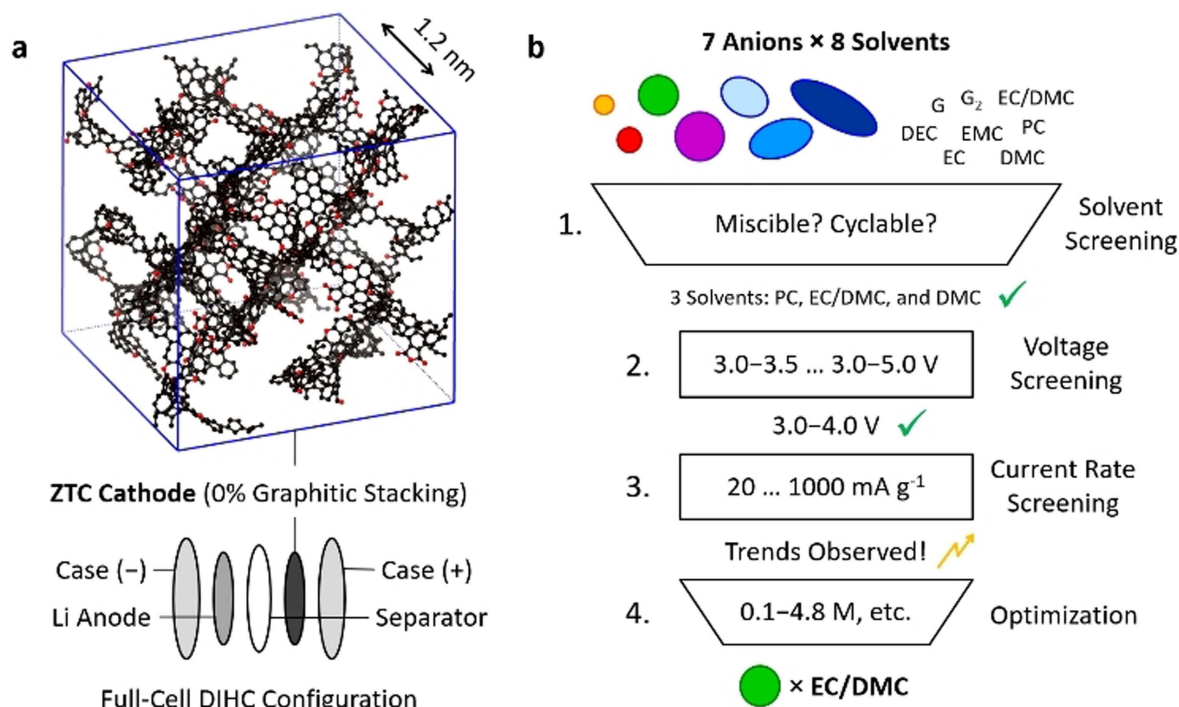 a
1.2 nm
ZTC Cathode (0% Graphitic Stacking)
Case (−)
Case (+)
Li Anode
Separator
Full-Cell DIHC Configuration
b
7 Anions × 8 Solvents
G G₂ EC/DMC
DEC EMC PC
EC DMC
1.
Miscible? Cyclable?
Solvent
Screening
3 Solvents: PC, EC/DMC, and DMC ✓
2.
3.0−3.5 ... 3.0−5.0 V
Voltage
Screening
3.0−4.0 V ✓
3.
20 ... 1000 mA g⁻¹
Current Rate
Screening
Trends Observed!
4.
0.1−4.8 M, etc.
Optimization
× EC/DMC